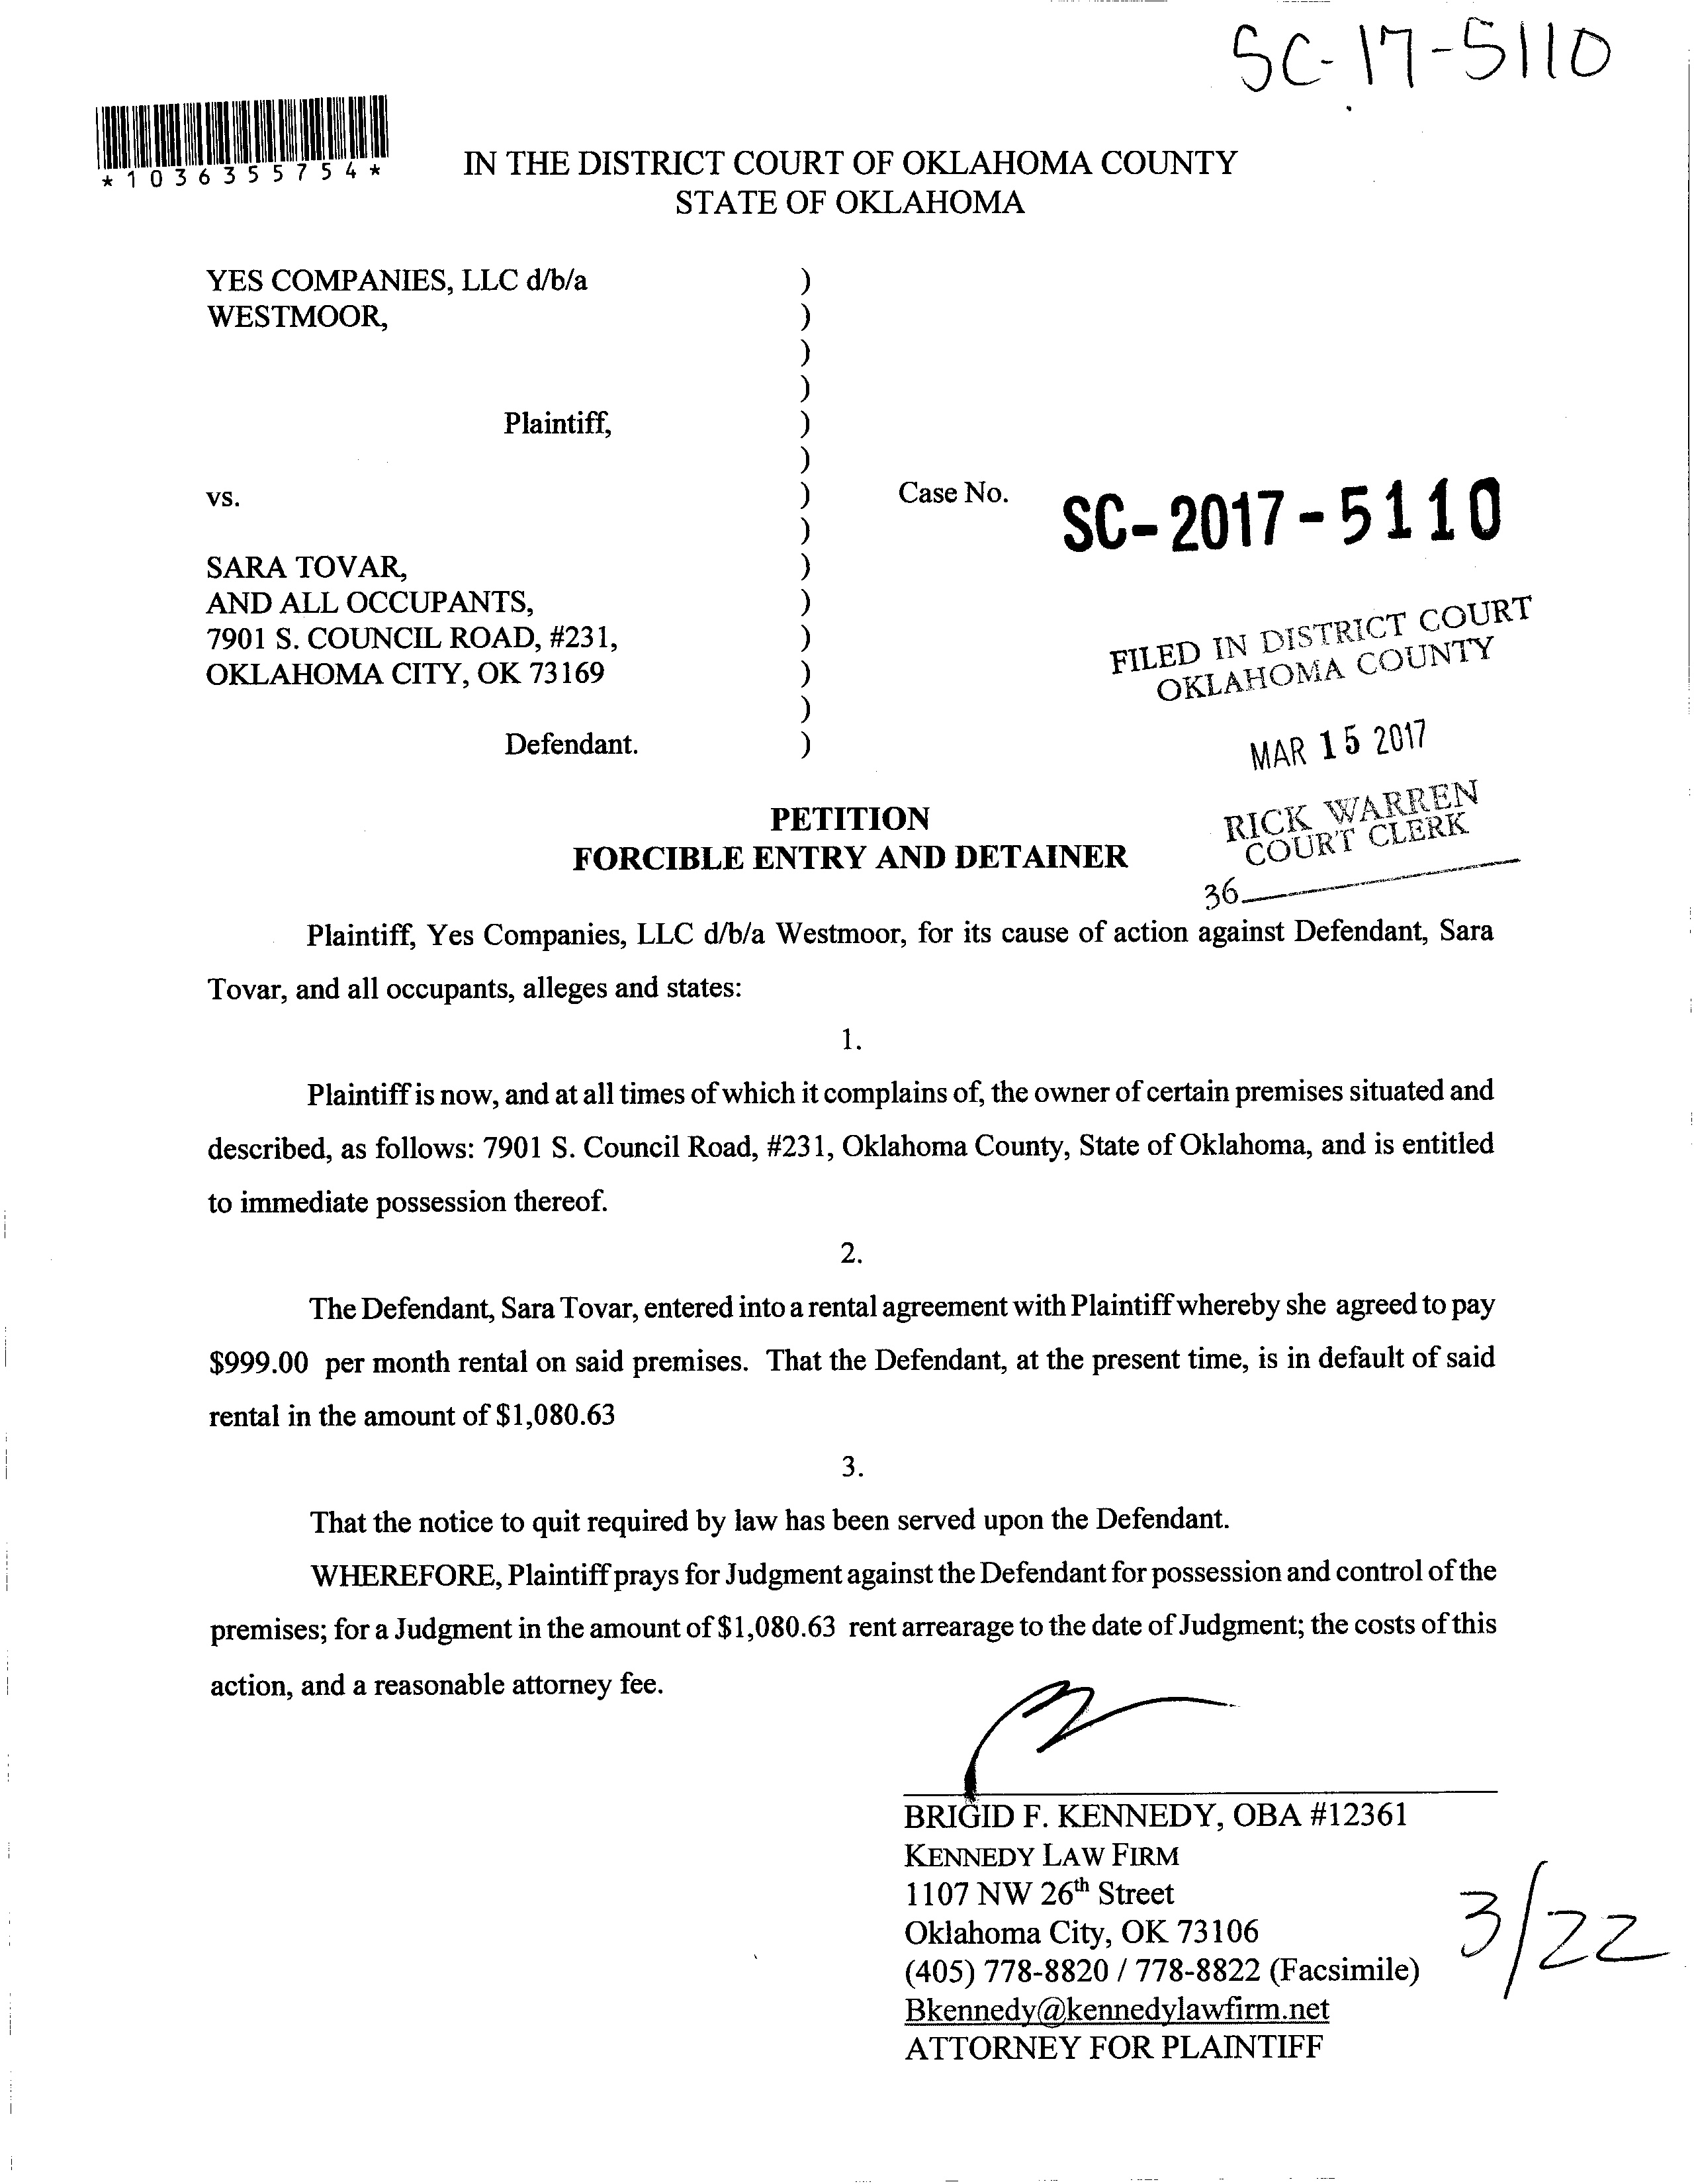 SC-17-5110
*1036355754*
IN THE DISTRICT COURT OF OKLAHOMA COUNTY
STATE OF OKLAHOMA
YES COMPANIES, LLC d/b/a )
WESTMOOR, )
)
)
Plaintiff, )
)
vs. ) Case No. SC-2017-5110
)
SARA TOVAR, )
AND ALL OCCUPANTS, )
7901 S. COUNCIL ROAD, #231, )
OKLAHOMA CITY, OK 73169 )
)
Defendant. )
FILED IN DISTRICT COURT
OKLAHOMA COUNTY
MAR 15 2017
RICK WARREN
COURT CLERK
36
PETITION
FORCIBLE ENTRY AND DETAINER
Plaintiff, Yes Companies, LLC d/b/a Westmoor, for its cause of action against Defendant, Sara
Tovar, and all occupants, alleges and states:
1.
Plaintiff is now, and at all times of which it complains of, the owner of certain premises situated and
described, as follows: 7901 S. Council Road, #231, Oklahoma County, State of Oklahoma, and is entitled
to immediate possession thereof.
2.
The Defendant, Sara Tovar, entered into a rental agreement with Plaintiff whereby she agreed to pay
$999.00 per month rental on said premises. That the Defendant, at the present time, is in default of said
rental in the amount of $1,080.63
3.
That the notice to quit required by law has been served upon the Defendant.
WHEREFORE, Plaintiff prays for Judgment against the Defendant for possession and control of the
premises; for a Judgment in the amount of $1,080.63 rent arrearage to the date of Judgment; the costs of this
action, and a reasonable attorney fee.
BRIGID F. KENNEDY, OBA #12361
KENNEDY LAW FIRM
1107 NW 26th Street
Oklahoma City, OK 73106
(405) 778-8820 / 778-8822 (Facsimile)
Bkennedy@kennedylawfirm.net
ATTORNEY FOR PLAINTIFF
3/22